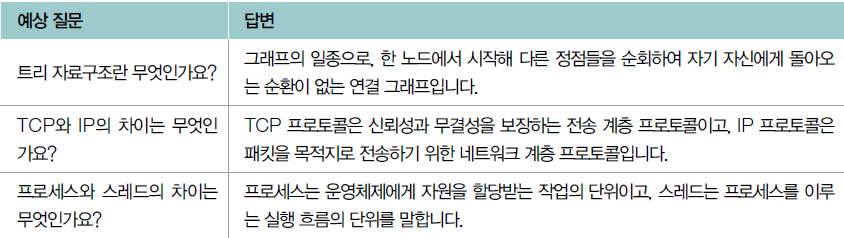 예상 질문
답변
트리 자료구조란 무엇인가요?
그래프의 일종으로, 한 노드에서 시작해 다른 정점들을 순회하여 자기 자신에게 돌아오
는 순환이 없는 연결 그래프입니다.
TCP와 IP의 차이는 무엇인
가요?
TCP 프로토콜은 신뢰성과 무결성을 보장하는 전송 계층 프로토콜이고, IP 프로토콜은
패킷을 목적지로 전송하기 위한 네트워크 계층 프로토콜입니다.
프로세스와 스레드의 차이는
무엇인가요?
프로세스는 운영체제에게 자원을 할당받는 작업의 단위이고, 스레드는 프로세스를 이루
는 실행 흐름의 단위를 말합니다.